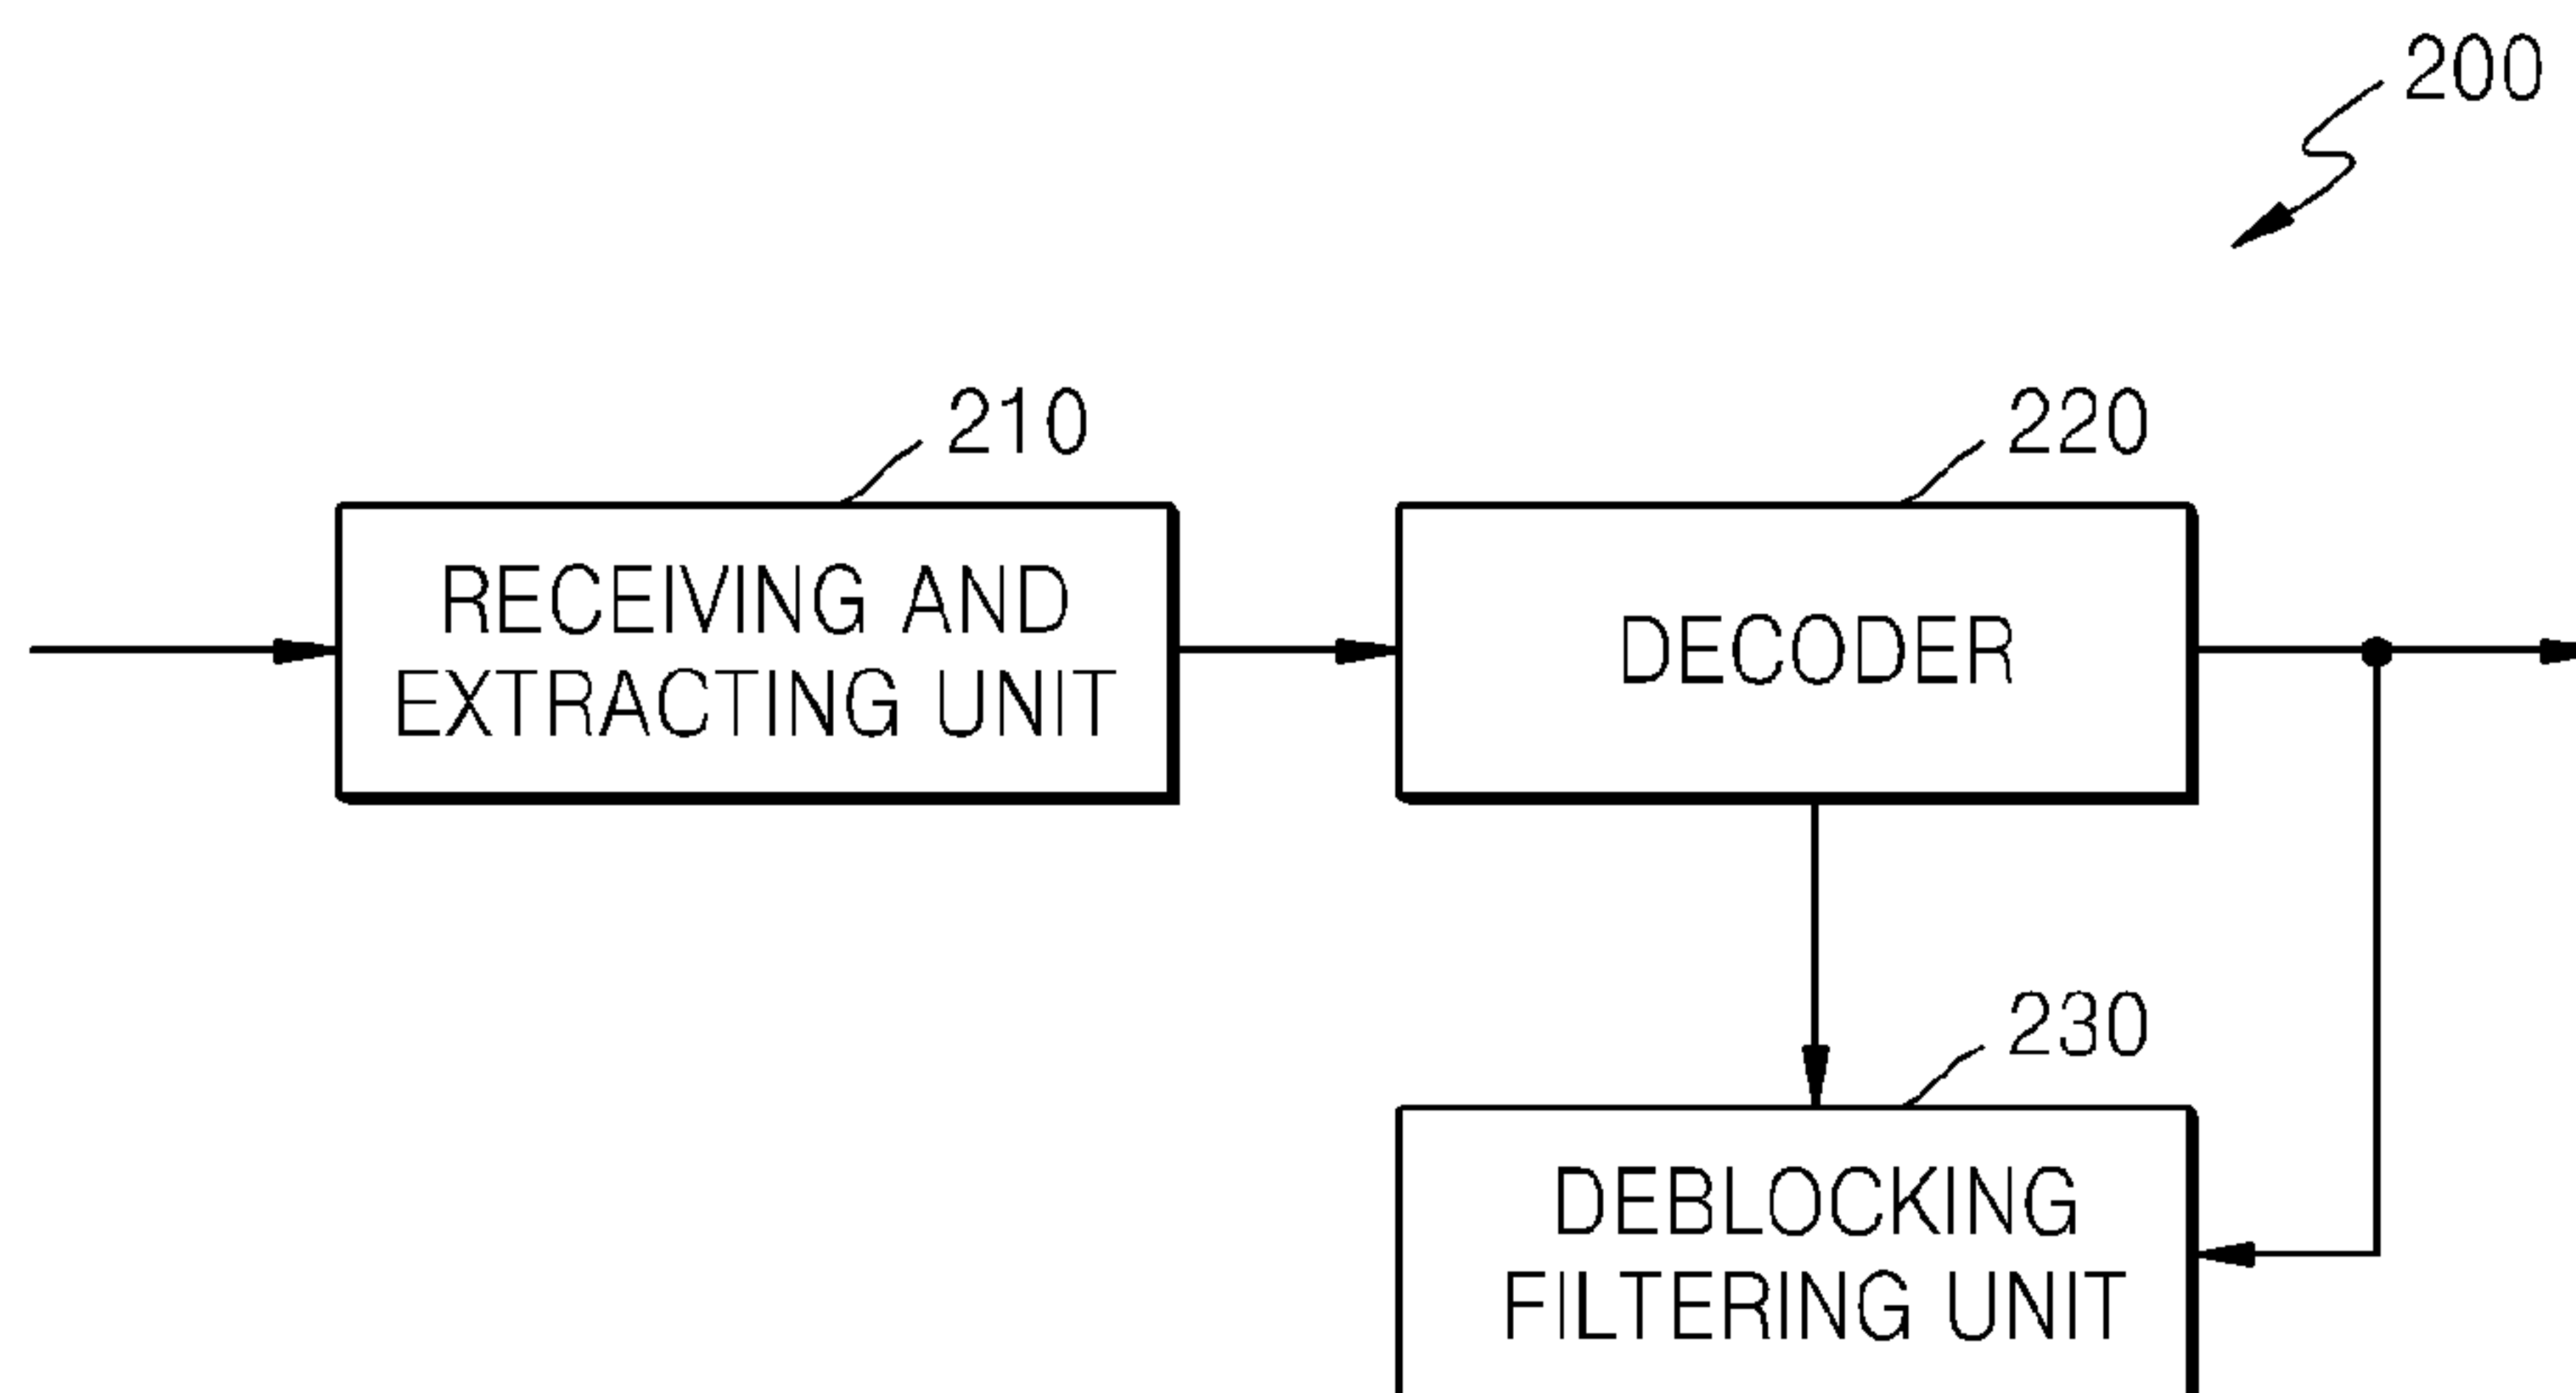 200
210
220
RECEIVING AND
EXTRACTING UNIT
DECODER
230
DEBLOCKING
FILTERING UNIT